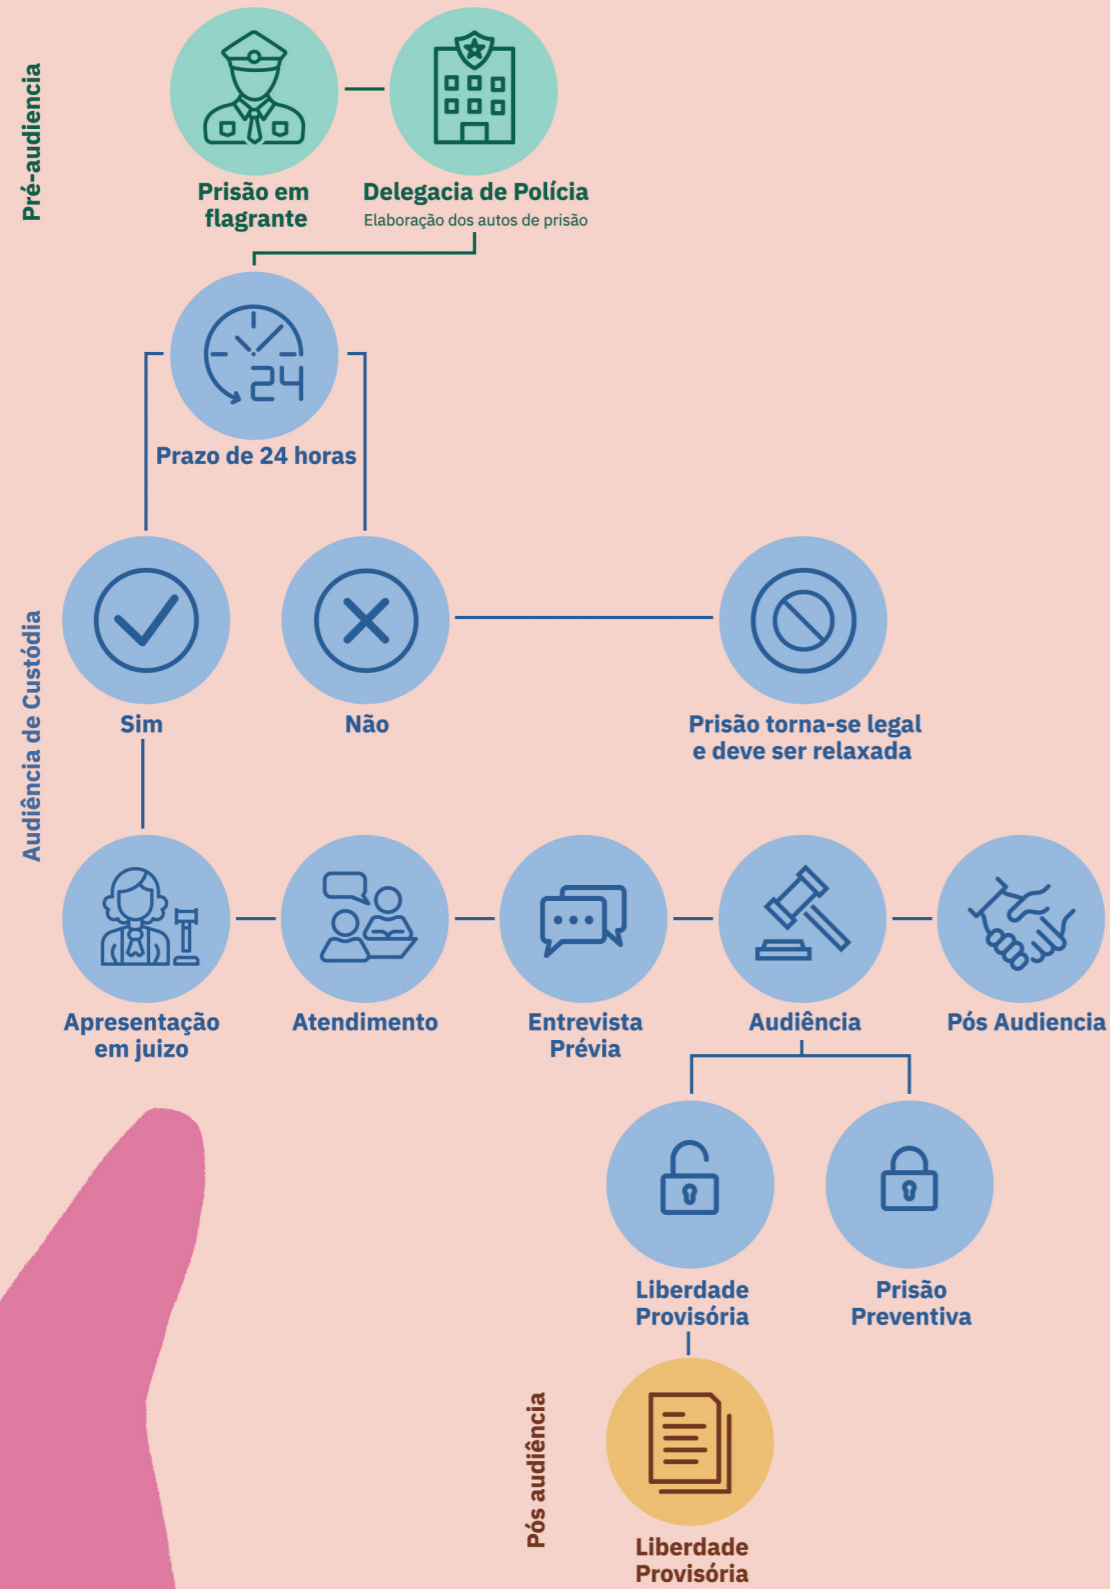 Pré-audiencia
Prisão em
flagrante
Delegacia de Polícia
Elaboração dos autos de prisão
24
Prazo de 24 horas
Audiência de Custódia
Sim
Não
Prisão torna-se legal
e deve ser relaxada
Apresentação
em juizo
Atendimento
Entrevista
Prévia
Audiência
Pós Audiencia
Liberdade
Provisória
Prisão
Preventiva
Pós audiência
Liberdade
Provisória